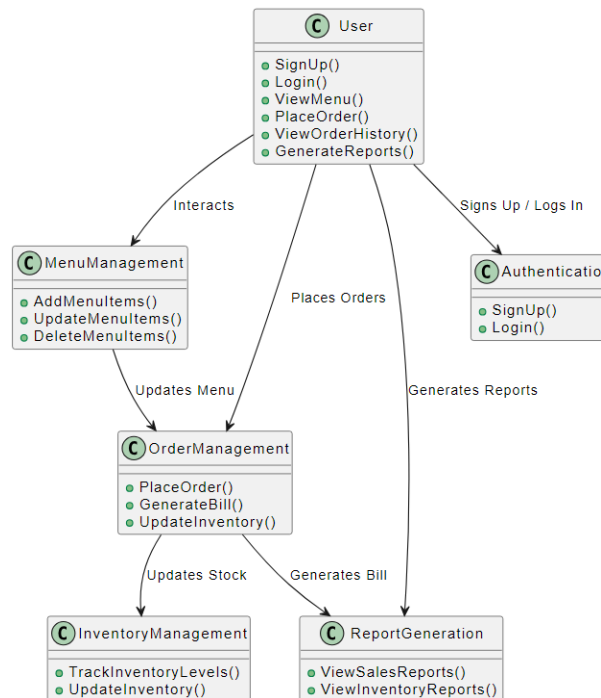 C User
SignUp()
Login()
ViewMenu()
PlaceOrder()
ViewOrderHistory()
GenerateReports()
Interacts
Signs Up / Logs In
C MenuManagement
AddMenuItems()
UpdateMenuItems()
DeleteMenuItems()
C Authenticatio
SignUp()
Login()
Places Orders
Updates Menu
Generates Reports
C OrderManagement
PlaceOrder()
GenerateBill()
UpdateInventory()
Updates Stock
Generates Bill
C InventoryManagement
TrackInventoryLevels()
UpdateInventory()
C ReportGeneration
ViewSalesReports()
ViewInventoryReports()